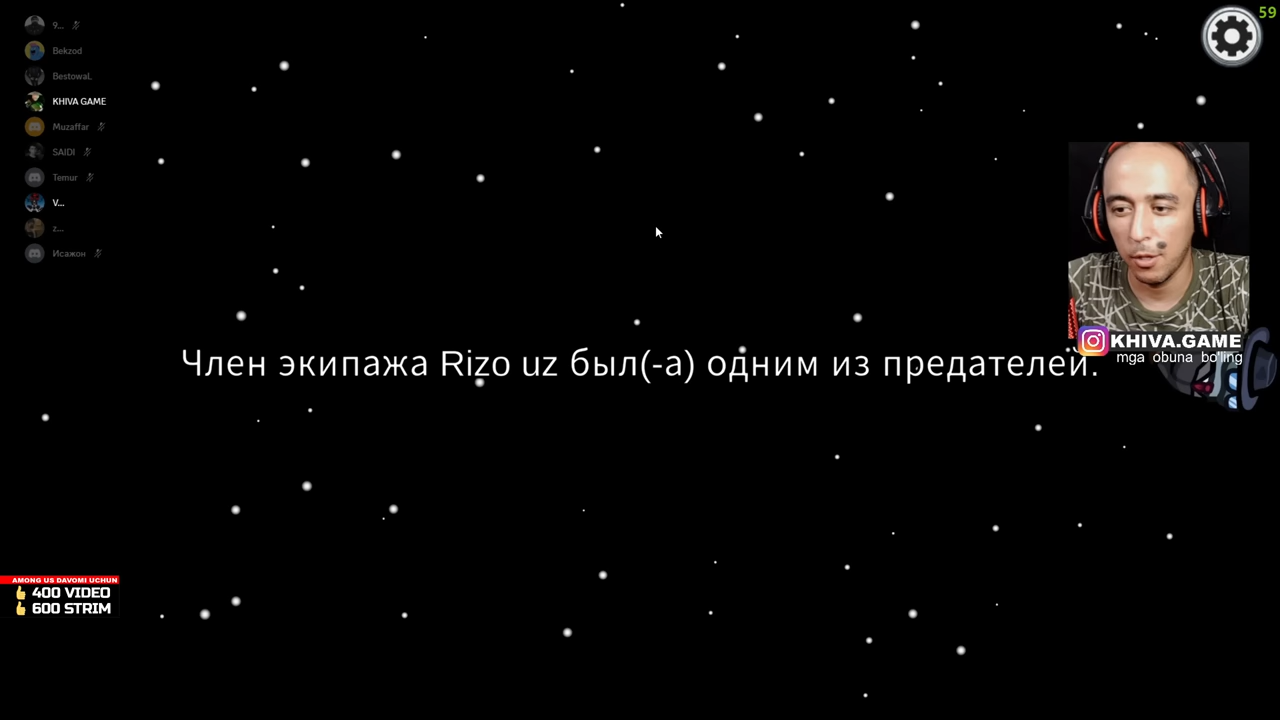 59
9...
Bekzod
BestowaL
KHIVA GAME
Muzaffar
SAIDI
Temur
V...
z...
Исажон
Член экипажа Rizo uz был(-а) одним из предателей.
KHIVA.GAME
mga obuna bo'ling
AMONG US DAVOMI UCHUN
400 VIDEO
600 STRIM